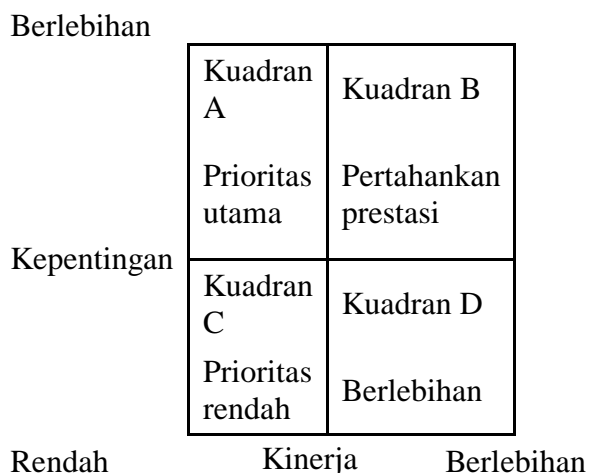 Berlebihan
Kuadran
A
Kuadran B
Prioritas
utama
Pertahankan
prestasi
Kepentingan
Kuadran
C
Kuadran D
Prioritas
rendah
Berlebihan
Rendah
Kinerja
Berlebihan